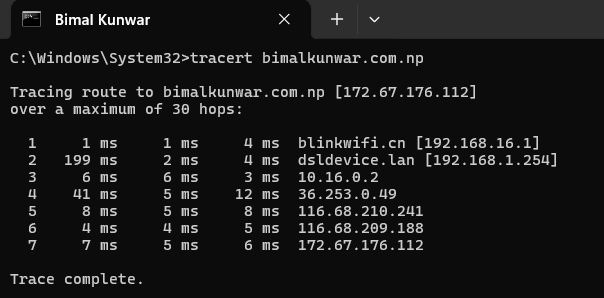 Bimal Kunwar
C:\Windows\System32>tracert bimalkunwar.com.np
Tracing route to bimalkunwar.com.np [172.67.176.112]
over a maximum of 30 hops:
1 1 ms 1 ms 4 ms blinkwifi.cn [192.168.16.1]
2 199 ms 2 ms 4 ms dsldevice.lan [192.168.1.254]
3 6 ms 6 ms 3 ms 10.16.0.2
4 41 ms 5 ms 12 ms 36.253.0.49
5 8 ms 5 ms 8 ms 116.68.210.241
6 4 ms 4 ms 5 ms 116.68.209.188
7 7 ms 5 ms 6 ms 172.67.176.112
Trace complete.